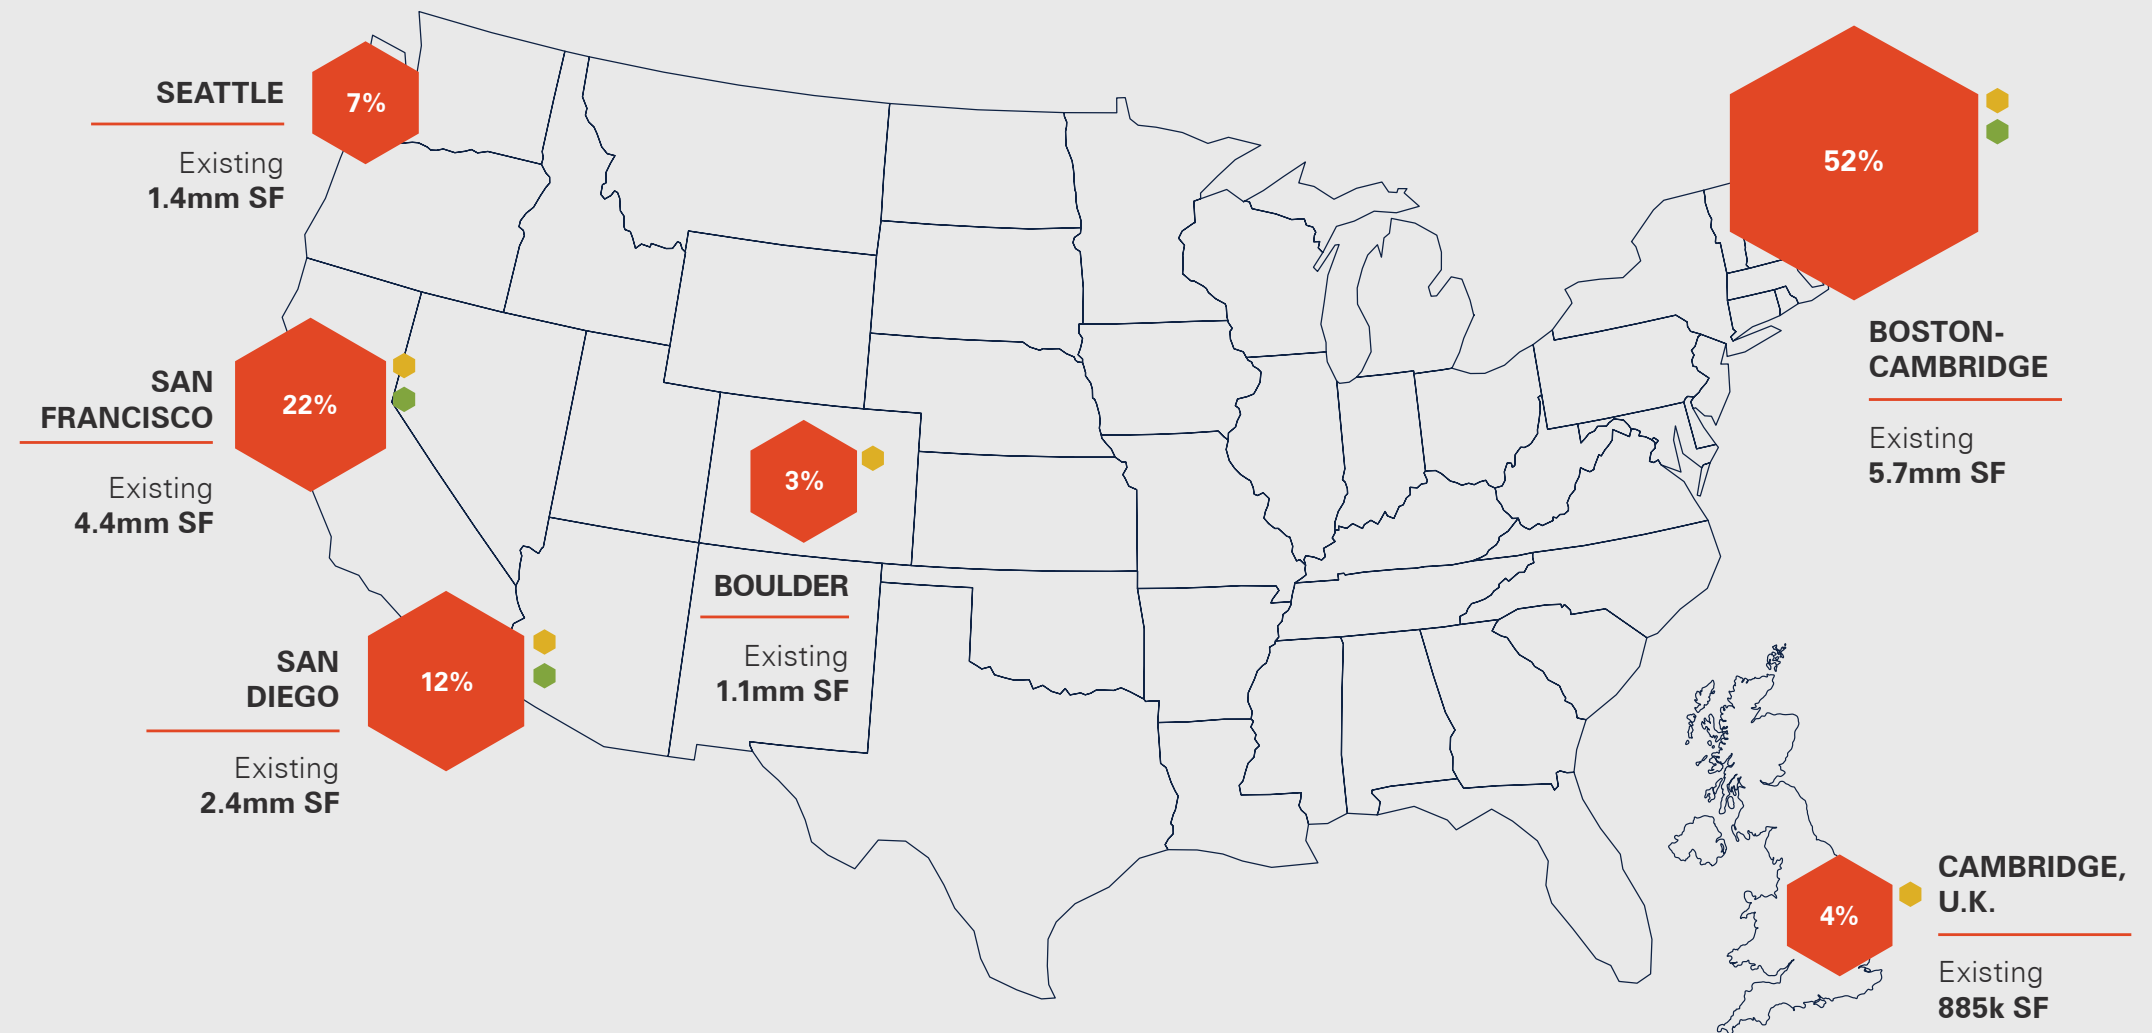 SEATTLE
7%
Existing
1.4mm SF
52%
BOSTON-
CAMBRIDGE
Existing
5.7mm SF
SAN
FRANCISCO
22%
Existing
4.4mm SF
3%
BOULDER
Existing
1.1mm SF
SAN
DIEGO
12%
Existing
2.4mm SF
4%
CAMBRIDGE,
U.K.
Existing
885k SF